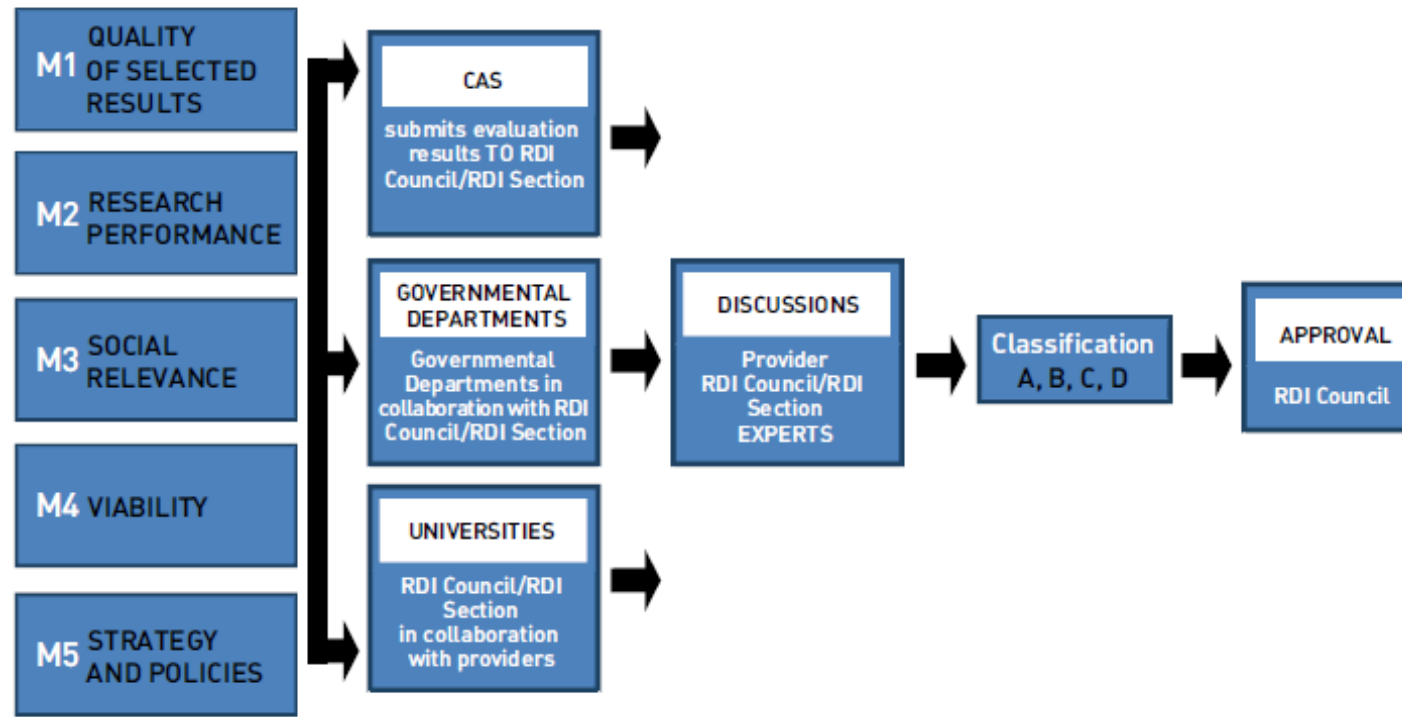 M1 QUALITY
OF SELECTED
RESULTS
M2 RESEARCH
PERFORMANCE
M3 SOCIAL
RELEVANCE
M4 VIABILITY
M5 STRATEGY
AND POLICIES
CAS
submits evaluation
results TO RDI
Council/RDI Section
GOVERNMENTAL
DEPARTMENTS
Governmental
Departments in
collaboration with RDI
Council/RDI Section
UNIVERSITIES
RDI Council/RDI
Section
in collaboration
with providers
DISCUSSIONS
Provider
RDI Council/RDI
Section
EXPERTS
Classification
A, B, C, D
APPROVAL
RDI Council